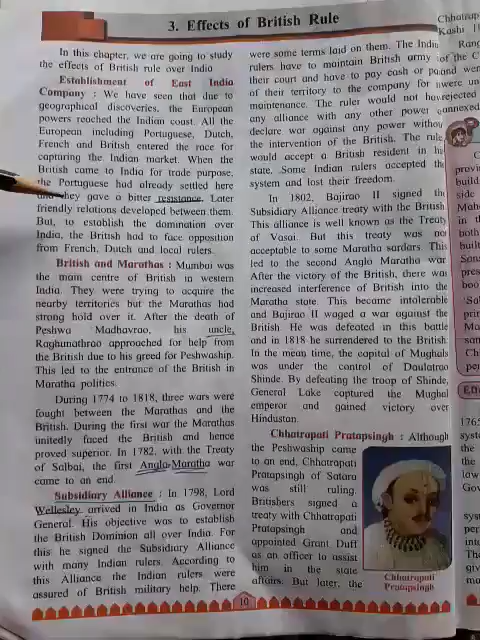 3. Effects of British Rule
In this chapter, we are going to study
the effects of British rule over India
Establishment of East India
Company : We have seen that due to
geographical discoveries, the European
powers reached the Indian coast. All the
European including Portuguese, Dutch,
French and British entered the race for
capturing the Indian market. When the
British came to India for trade purpose,
the Portuguese had already settled here
and they gave a bitter resistance. Later
friendly relations developed between them.
But, to establish the domination over
India, the British had to face opposition
from French, Dutch and local rulers.
British and Marathas : Mumbai was
the main centre of British in western
India. They were trying to acquire the
nearby territories but the Marathas had
strong hold over it. After the death of
Peshwa Madhavrao, his uncle,
Raghunathrao approached for help from
the British due to his greed for Peshwaship.
This led to the entrance of the British in
Maratha politics.
During 1774 to 1818, three wars were
fought between the Marathas and the
British. During the first war the Marathas
unitedly faced the British and hence
proved superior. In 1782, with the Treaty
of Salbai, the first Anglo-Maratha war
came to an end.
Subsidiary Alliance : In 1798, Lord
Wellesley arrived in India as Governor
General. His objective was to establish
the British Dominion all over India. For
this he signed the Subsidiary Alliance
with many Indian rulers. According to
this Alliance the Indian rulers were
assured of British military help. There
were some terms laid on them. The India
rulers have to maintain British army
their court and have to pay cash or
of their territory to the company for
maintenance. The ruler would not have
any alliance with any other power
declare war against any power
the intervention of the British. The
would accept a British resident in
state. Some Indian rulers accepted the
system and lost their freedom.
In 1802, Bajirao II signed the
Subsidiary Alliance treaty with the British
This alliance is well known as the Treaty
of Vasai. But this treaty was
acceptable to some Maratha sardars. This
led to the second Anglo Maratha war
After the victory of the British, there was
increased interference of British into the
Maratha state. This became intolerable
and Bajirao II waged a war against the
British. He was defeated in this battle
and in 1818 he surrendered to the British.
In the mean time, the capital of Mughals
was under the control of Daulatrao
Shinde. By defeating the troop of Shinde,
General Lake captured the Mughal
emperor and gained victory over
Hindustan.
Chhatrapati Pratapsingh : Although
the Peshwaship came
to an end, Chhatrapati
Pratapsingh of Satara
was still ruling.
Britishers signed a
treaty with Chhatrapati
Pratapsingh and
appointed Grant Duff
as an officer to assist
him in the state
affairs. But later, the
Chhatrapati
Pratapsingh
10